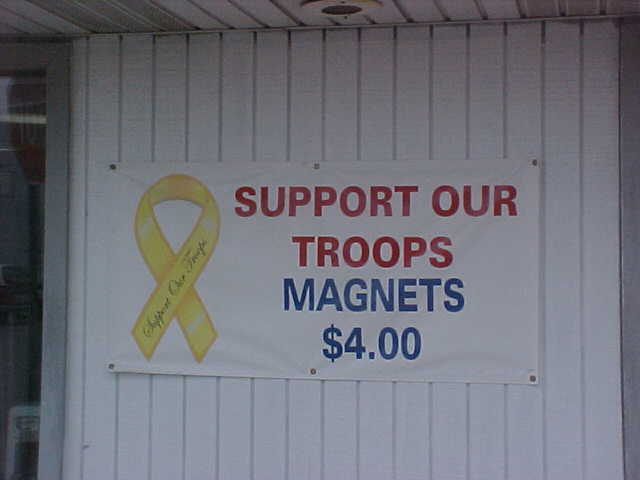 SUPPORT OUR
TROOPS
MAGNETS
$4.00
Support Our Troops